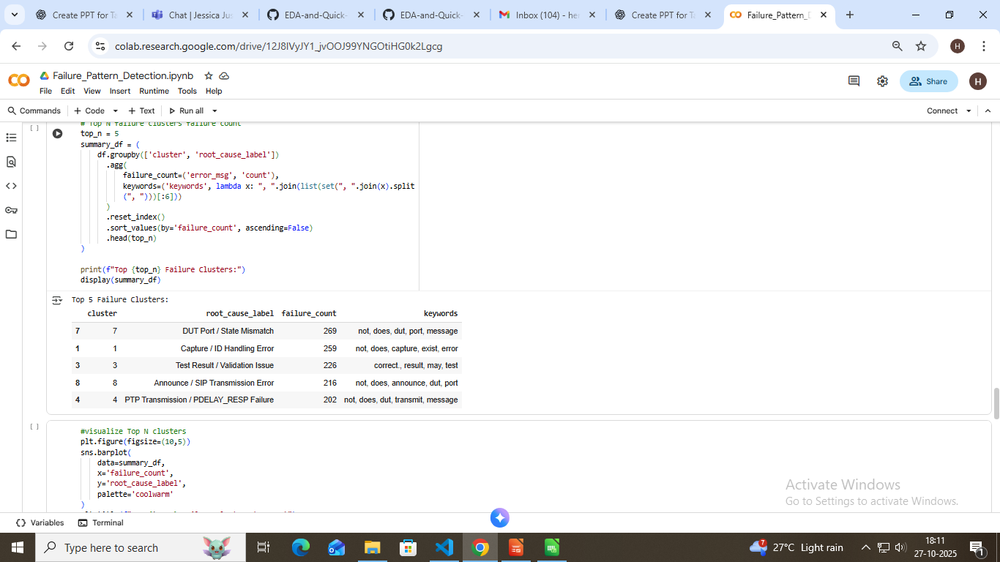 Create PPT for Ta
Chat | Jessica Jus
EDA-and-Quick-
EDA-and-Quick-
Inbox (104) - he
Create PPT for Ta
Failure_Pattern_D
colab.research.google.com/drive/12J8lVyJY1_jvOOJ99YNGOtiHG0k2Lgcg
H
Failure_Pattern_Detection.ipynb
File Edit View Insert Runtime Tools Help
Share
H
Commands + Code + Text Run all
Connect
[ ]
# Top N failure clusters failure count
top_n = 5
summary_df = (
df.groupby(['cluster', 'root_cause_label'])
.agg(
failure_count=('error_msg', 'count'),
keywords=('keywords', lambda x: ", ".join(list(set(", ".join(x).split
(", ")))[:6]))
)
.reset_index()
.sort_values(by='failure_count', ascending=False)
.head(top_n)
)
print(f"Top {top_n} Failure Clusters:")
display(summary_df)
Top 5 Failure Clusters:
cluster root_cause_label failure_count keywords
7 7 DUT Port / State Mismatch 269 not, does, dut, port, message
1 1 Capture / ID Handling Error 259 not, does, capture, exist, error
3 3 Test Result / Validation Issue 226 correct., result, may, test
8 8 Announce / SIP Transmission Error 216 not, does, announce, dut, port
4 4 PTP Transmission / PDELAY_RESP Failure 202 not, does, dut, transmit, message
[ ]
#visualize Top N clusters
plt.figure(figsize=(10,5))
sns.barplot(
data=summary_df,
x='failure_count',
y='root_cause_label',
palette='coolwarm'
)
Activate Windows
Go to Settings to activate Windows.
Variables Terminal
Type here to search
7
27°C Light rain
18:11
27-10-2025
1